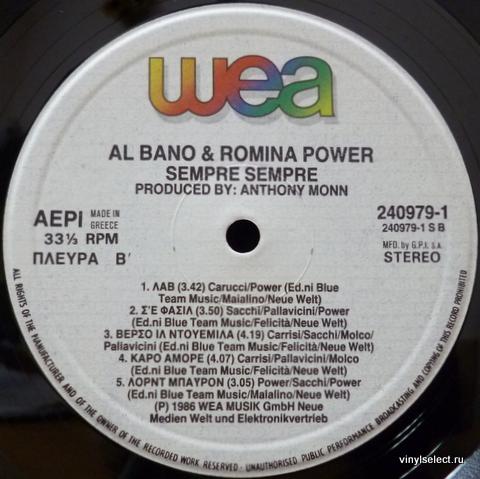 wea
AL BANO & ROMINA POWER
SEMPRE SEMPRE
PRODUCED BY: ANTHONY MONN
AEPI MADE IN GREECE
33⅓ RPM
ΠΛΕΥΡΑ Β′
240979-1
240979-1 S B
MFD. by G.P.I. S.A.
STEREO
1. ΛΑΒ (3.42) Carucci/Power (Ed.ni Blue
Team Music/Maialino/Neue Welt)
2. Σ'Ε ΦΑΣΙΛ (3.50) Sacchi/Pallavicini/Power
(Ed.ni Blue Team Music/Felicità/Neue Welt)
3. ΒΕΡΣΟ ΙΛ ΝΤΟΥΕΜΙΛΑ (4.19) Carrisi/Sacchi/Molco/
Pallavicini (Ed.ni Blue Team Music/Felicità/Neue Welt)
4. ΚΑΡΟ ΑΜΟΡΕ (4.07) Carrisi/Pallavicini/Molco
(Ed.ni Blue Team Music/Felicità/Neue Welt)
5. ΛΟΡΝΤ ΜΠΑΥΡΟΝ (3.05) Power/Sacchi/Power
(Ed.ni Blue Team Music/Maialino/Neue Welt)
(P) 1986 WEA MUSIK GmbH Neue
Medien Welt und Elektronikvertrieb
ALL RIGHTS OF THE MANUFACTURER AND OF THE OWNER OF THE RECORDED WORK RESERVED - UNAUTHORISED PUBLIC PERFORMANCE BROADCASTING AND COPYING OF THIS RECORD PROHIBITED
vinylselect.ru